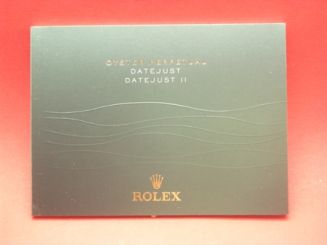 OYSTER PERPETUAL
DATEJUST
DATEJUST II
ROLEX